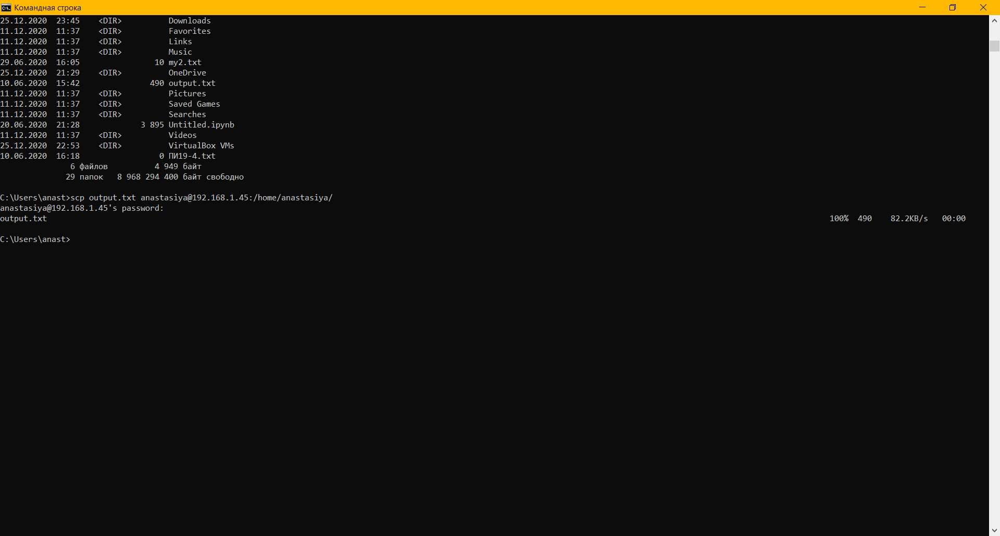 Командная строка
25.12.2020  23:45    <DIR>          Downloads
11.12.2020  11:37    <DIR>          Favorites
11.12.2020  11:37    <DIR>          Links
11.12.2020  11:37    <DIR>          Music
29.06.2020  16:05                10 my2.txt
25.12.2020  21:29    <DIR>          OneDrive
10.06.2020  15:42               490 output.txt
11.12.2020  11:37    <DIR>          Pictures
11.12.2020  11:37    <DIR>          Saved Games
11.12.2020  11:37    <DIR>          Searches
20.06.2020  21:28             3 895 Untitled.ipynb
11.12.2020  11:37    <DIR>          Videos
25.12.2020  22:53    <DIR>          VirtualBox VMs
10.06.2020  16:18                 0 ПИ19-4.txt
               6 файлов          4 949 байт
              29 папок   8 968 294 400 байт свободно
C:\Users\anast>scp output.txt anastasiya@192.168.1.45:/home/anastasiya/
anastasiya@192.168.1.45's password:
output.txt    100%  490    82.2KB/s   00:00
C:\Users\anast>